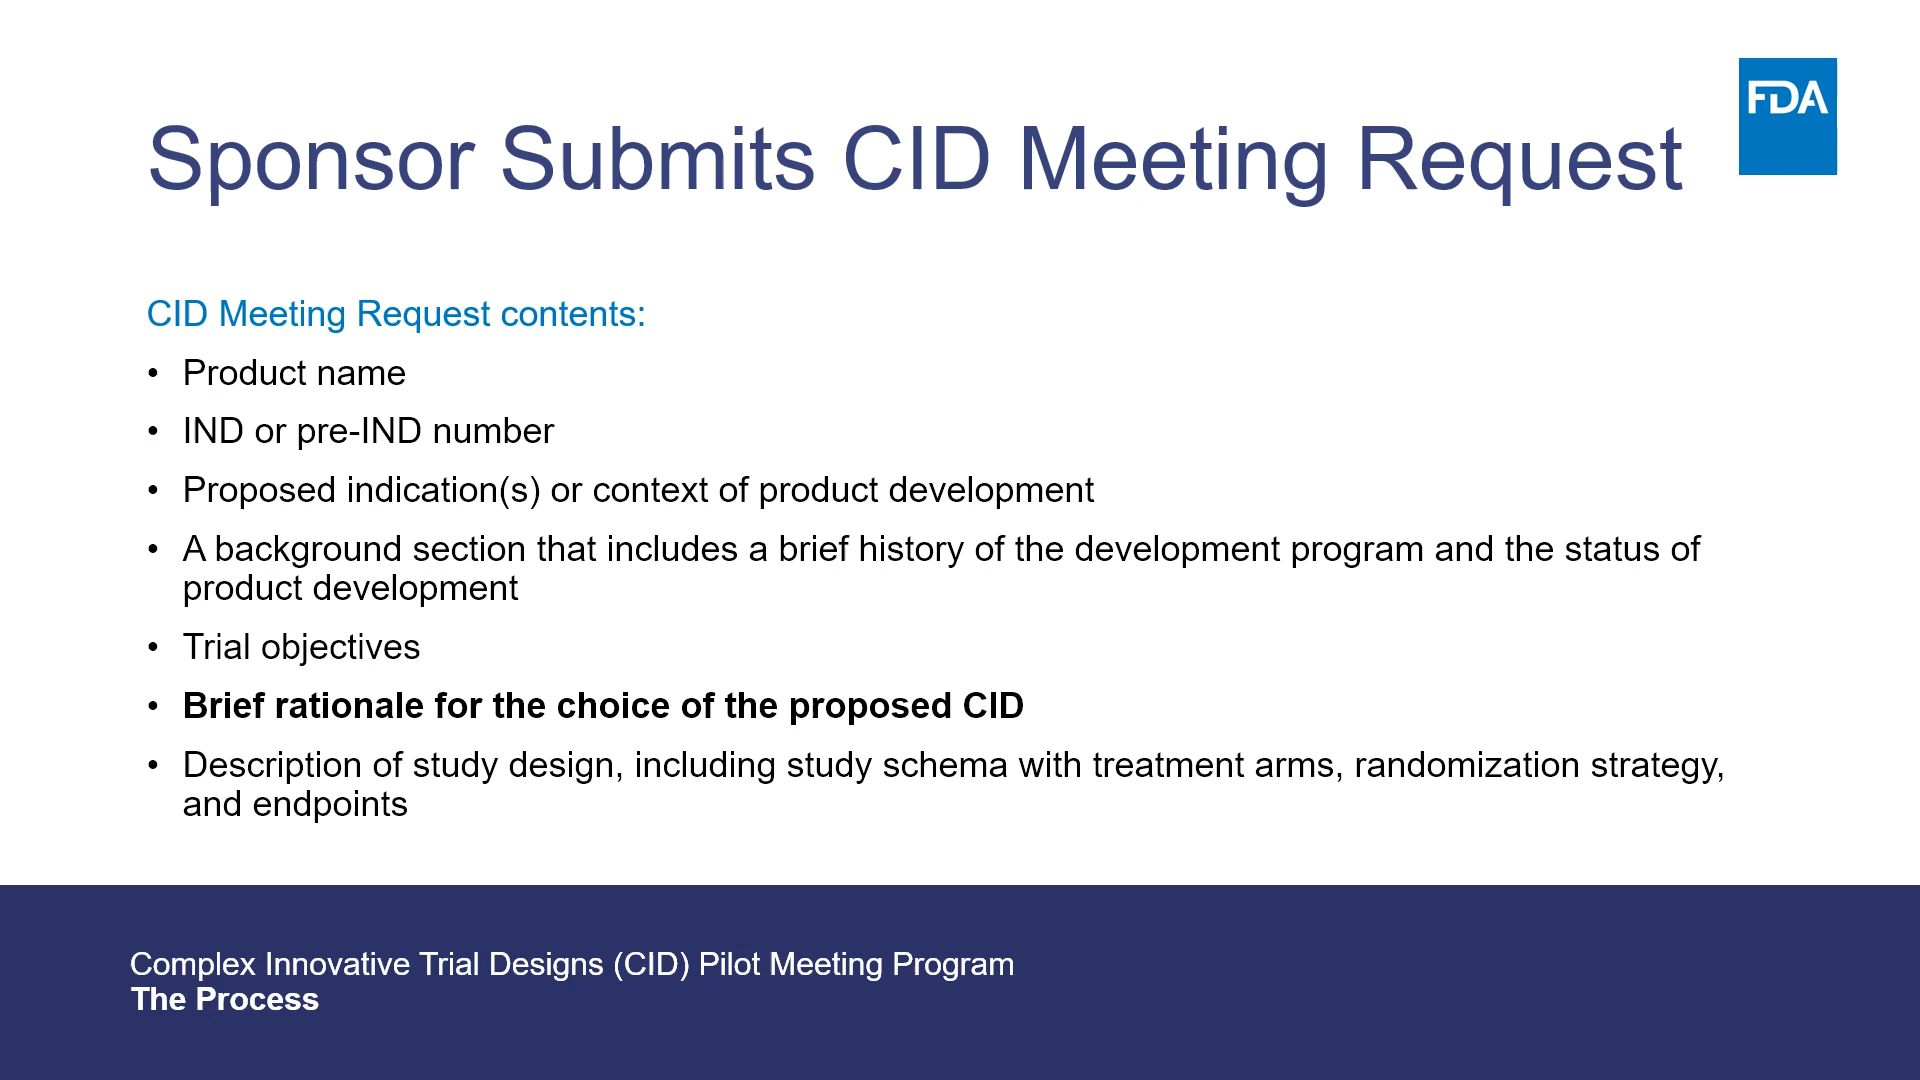 FDA
Sponsor Submits CID Meeting Request
CID Meeting Request contents:
• Product name
• IND or pre-IND number
• Proposed indication(s) or context of product development
• A background section that includes a brief history of the development program and the status of
product development
• Trial objectives
• Brief rationale for the choice of the proposed CID
• Description of study design, including study schema with treatment arms, randomization strategy,
and endpoints
Complex Innovative Trial Designs (CID) Pilot Meeting Program
The Process